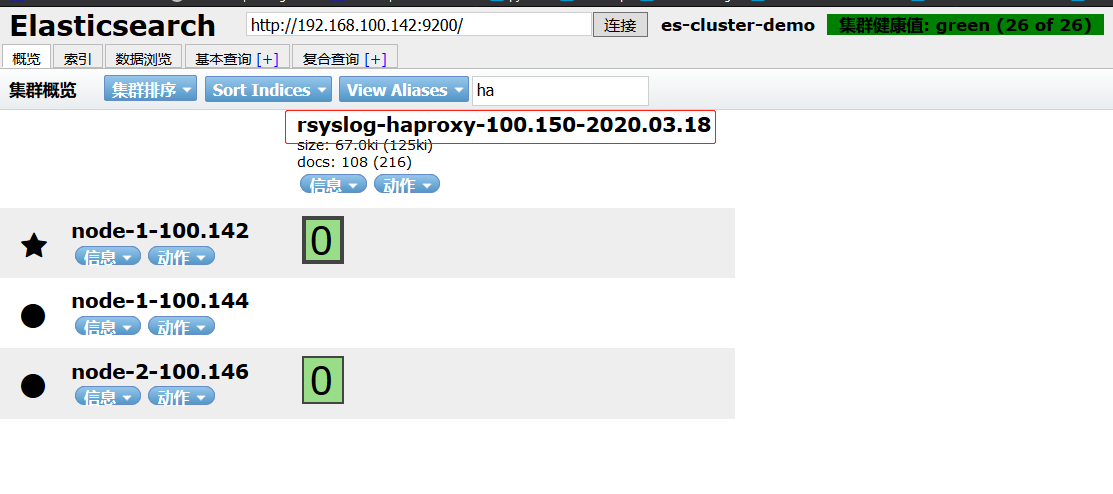 Elasticsearch http://192.168.100.142:9200/ 连接 es-cluster-demo 集群健康值: green (26 of 26)
概览 索引 数据浏览 基本查询 [+] 复合查询 [+]
集群概览 集群排序 Sort Indices View Aliases ha
rsyslog-haproxy-100.150-2020.03.18
size: 67.0ki (125ki)
docs: 108 (216)
信息 动作
node-1-100.142 0
信息 动作
node-1-100.144
信息 动作
node-2-100.146 0
信息 动作